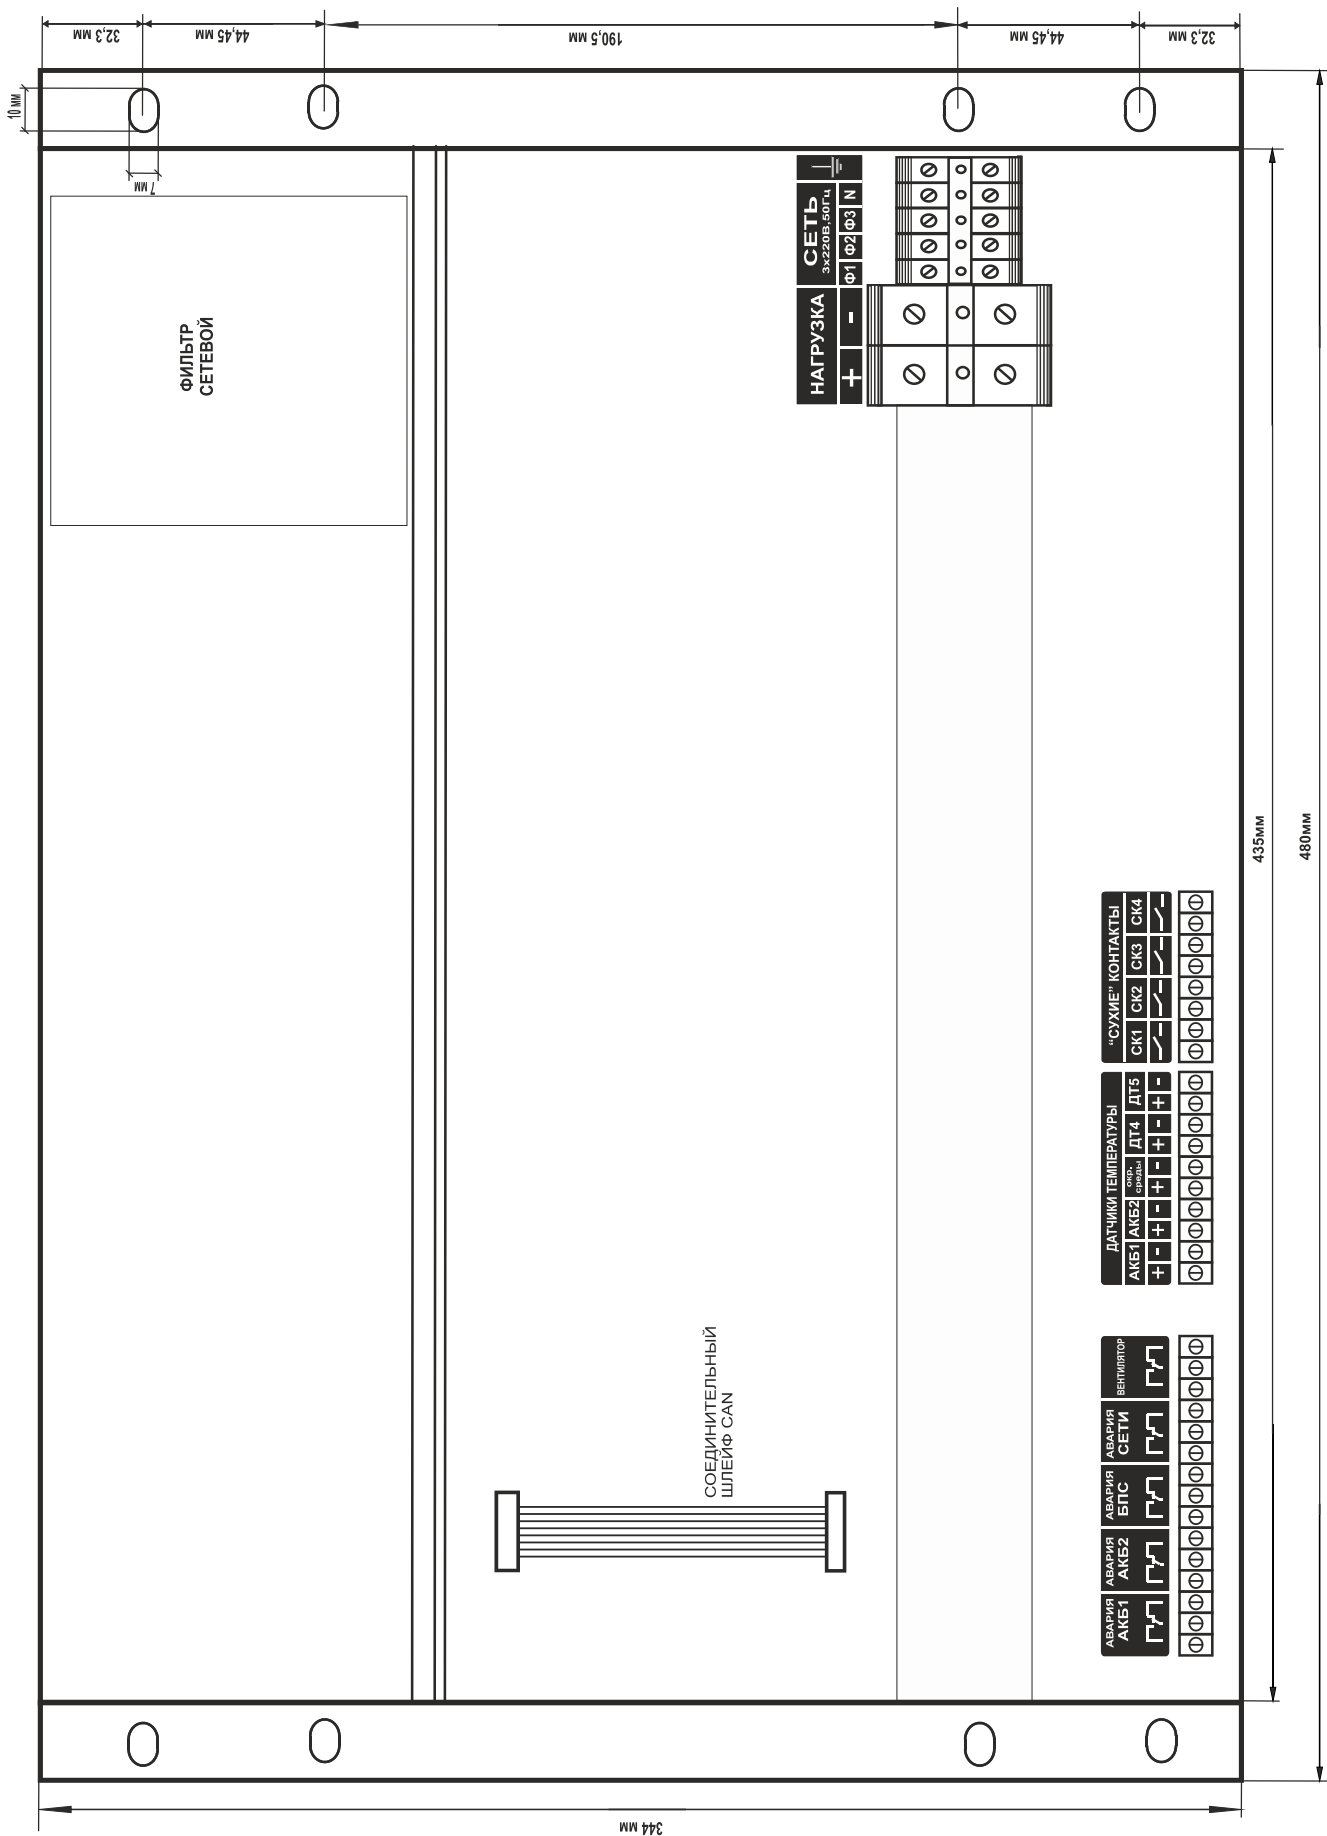 32,3 мм
44,45 мм
190,5 мм
44,45 мм
32,3 мм
10 мм
7 мм
ФИЛЬТР
СЕТЕВОЙ
СЕТЬ
3х220В,50Гц
Ф1 Ф2 Ф3 N
НАГРУЗКА
+ -
435мм
480мм
“СУХИЕ” КОНТАКТЫ
СК1 СК2 СК3 СК4
ДАТЧИКИ ТЕМПЕРАТУРЫ
АКБ1 АКБ2 окр. среды ДТ4 ДТ5
+ - + - + - + - + -
СОЕДИНИТЕЛЬНЫЙ
ШЛЕЙФ CAN
АВАРИЯ
АКБ1
АВАРИЯ
АКБ2
АВАРИЯ
БПС
АВАРИЯ
СЕТИ
ВЕНТИЛЯТОР
344 мм